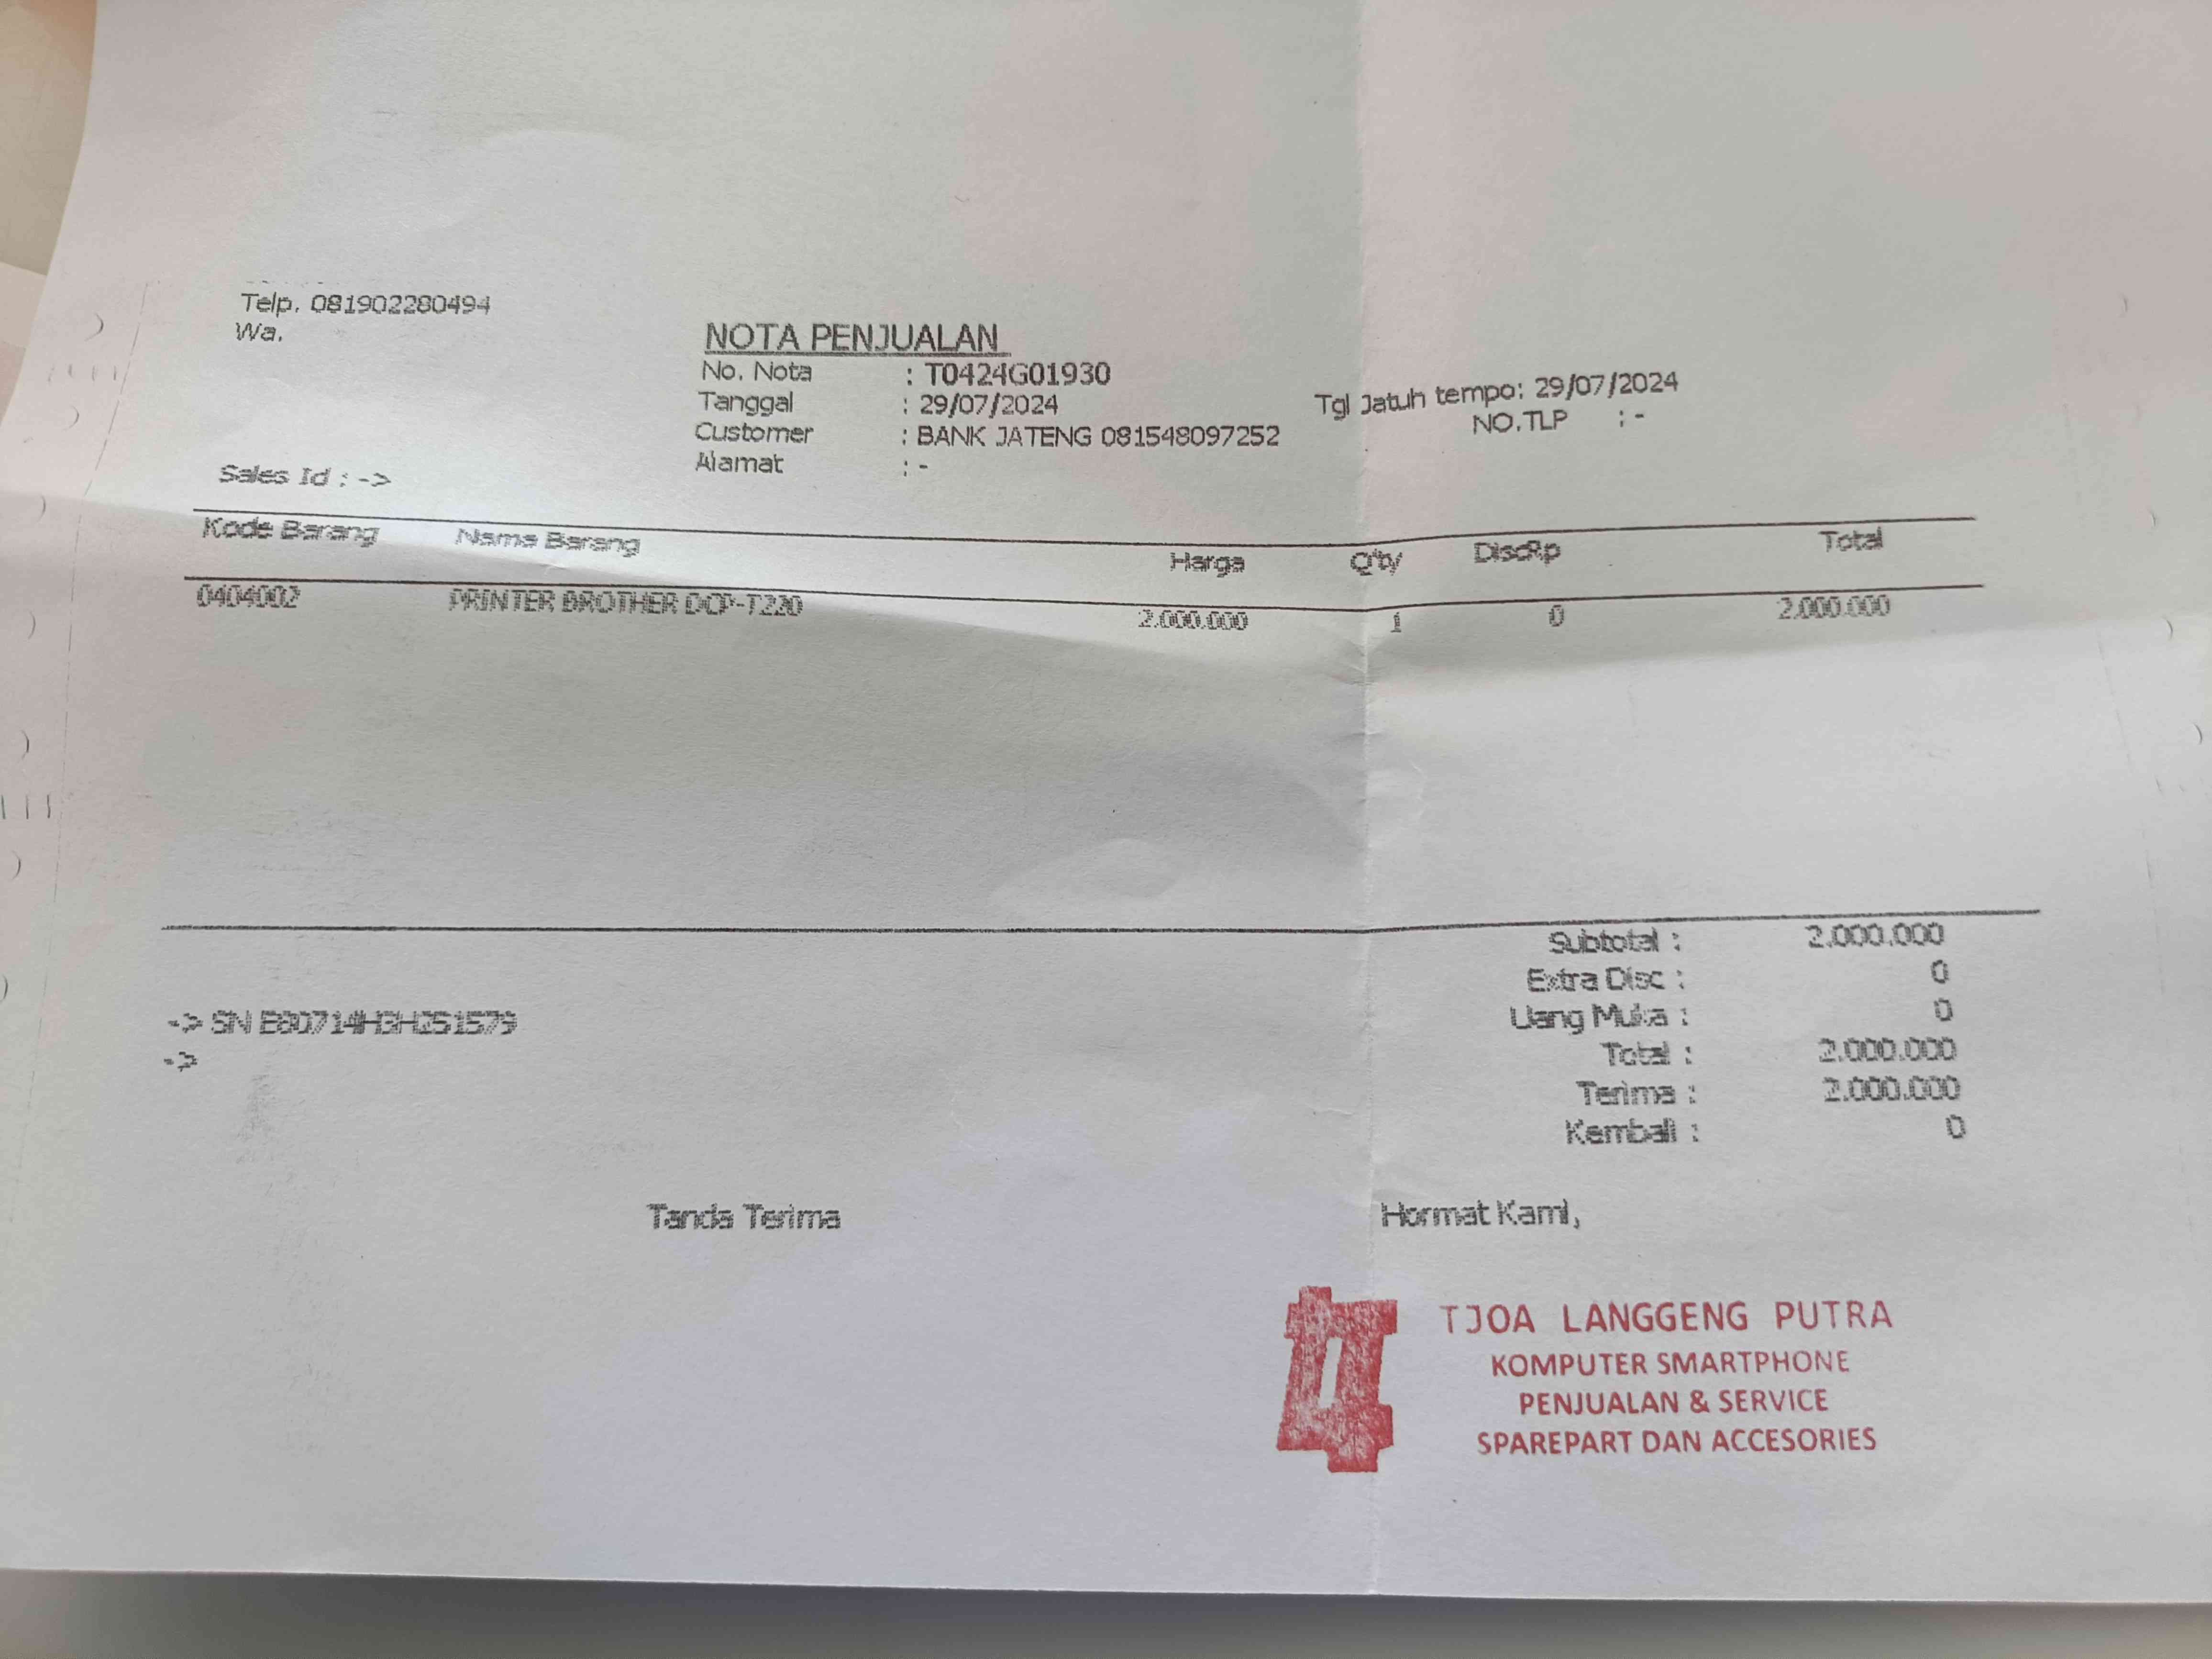 Telp. 081902280494
Wa.
NOTA PENJUALAN
No. Nota : T0424G01930
Tanggal : 29/07/2024
Tgl Jatuh tempo: 29/07/2024
Customer : BANK JATENG 081548097252
NO.TLP : -
Alamat : -
Sales Id : ->
Kode Barang Nama Barang Harga Qty DiscRp Total
0404002 PRINTER BROTHER DCP-T220 2.000.000 1 0 2.000.000
Subtotal : 2.000.000
Extra Disc : 0
Uang Muka : 0
Total : 2.000.000
Terima : 2.000.000
Kembali : 0
-> SN
->
Tanda Terima
Hormat Kami,
TJOA LANGGENG PUTRA
KOMPUTER SMARTPHONE
PENJUALAN & SERVICE
SPAREPART DAN ACCESORIES